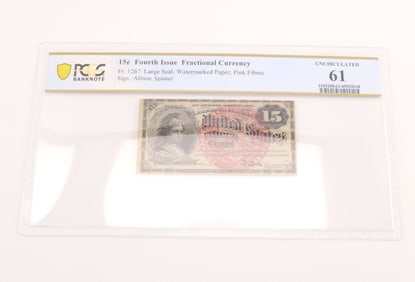 PCGS
BANKNOTE
15c Fourth Issue Fractional Currency
Fr. 1267 Large Seal; Watermarked Paper, Pink Fibers
Sign.: Allison, Spinner
UNCIRCULATED
61
15
United States